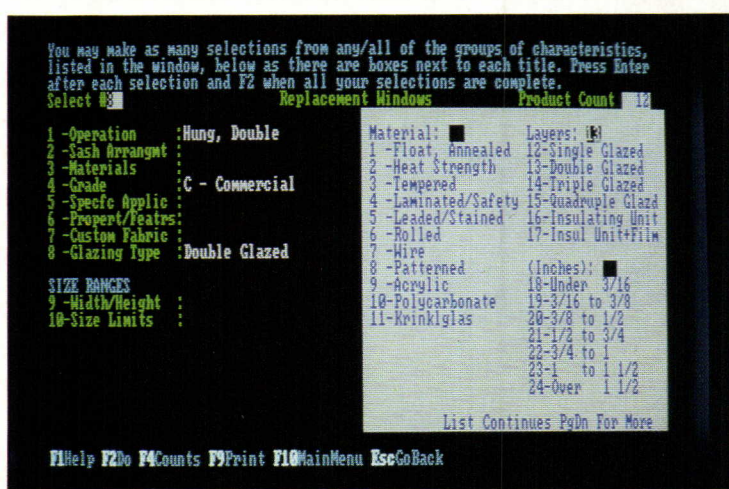 You may make as many selections from any/all of the groups of characteristics,
listed in the window, below as there are boxes next to each title. Press Enter
after each selection and F2 when all your selections are complete.
Select #8 Replacement Windows Product Count 12
1 -Operation :Hung, Double
2 -Sash Arrangmt :
3 -Materials :
4 -Grade :C - Commercial
5 -Specfc Applic :
6 -Propert/Featrs:
7 -Custom Fabric :
8 -Glazing Type :Double Glazed
SIZE RANGES
9 -Width/Height :
10-Size Limits :
Material:
1 -Float, Annealed
2 -Heat Strength
3 -Tempered
4 -Laminated/Safety
5 -Leaded/Stained
6 -Rolled
7 -Wire
8 -Patterned
9 -Acrylic
10-Polycarbonate
11-Krinklglas
Layers: 13
12-Single Glazed
13-Double Glazed
14-Triple Glazed
15-Quadruple Glazd
16-Insulating Unit
17-Insul Unit+Film
(Inches):
18-Under 3/16
19-3/16 to 3/8
20-3/8 to 1/2
21-1/2 to 3/4
22-3/4 to 1
23-1 to 1 1/2
24-Over 1 1/2
List Continues PgDn For More
F1Help F2Do F4Counts F9Print F10MainMenu EscGoBack